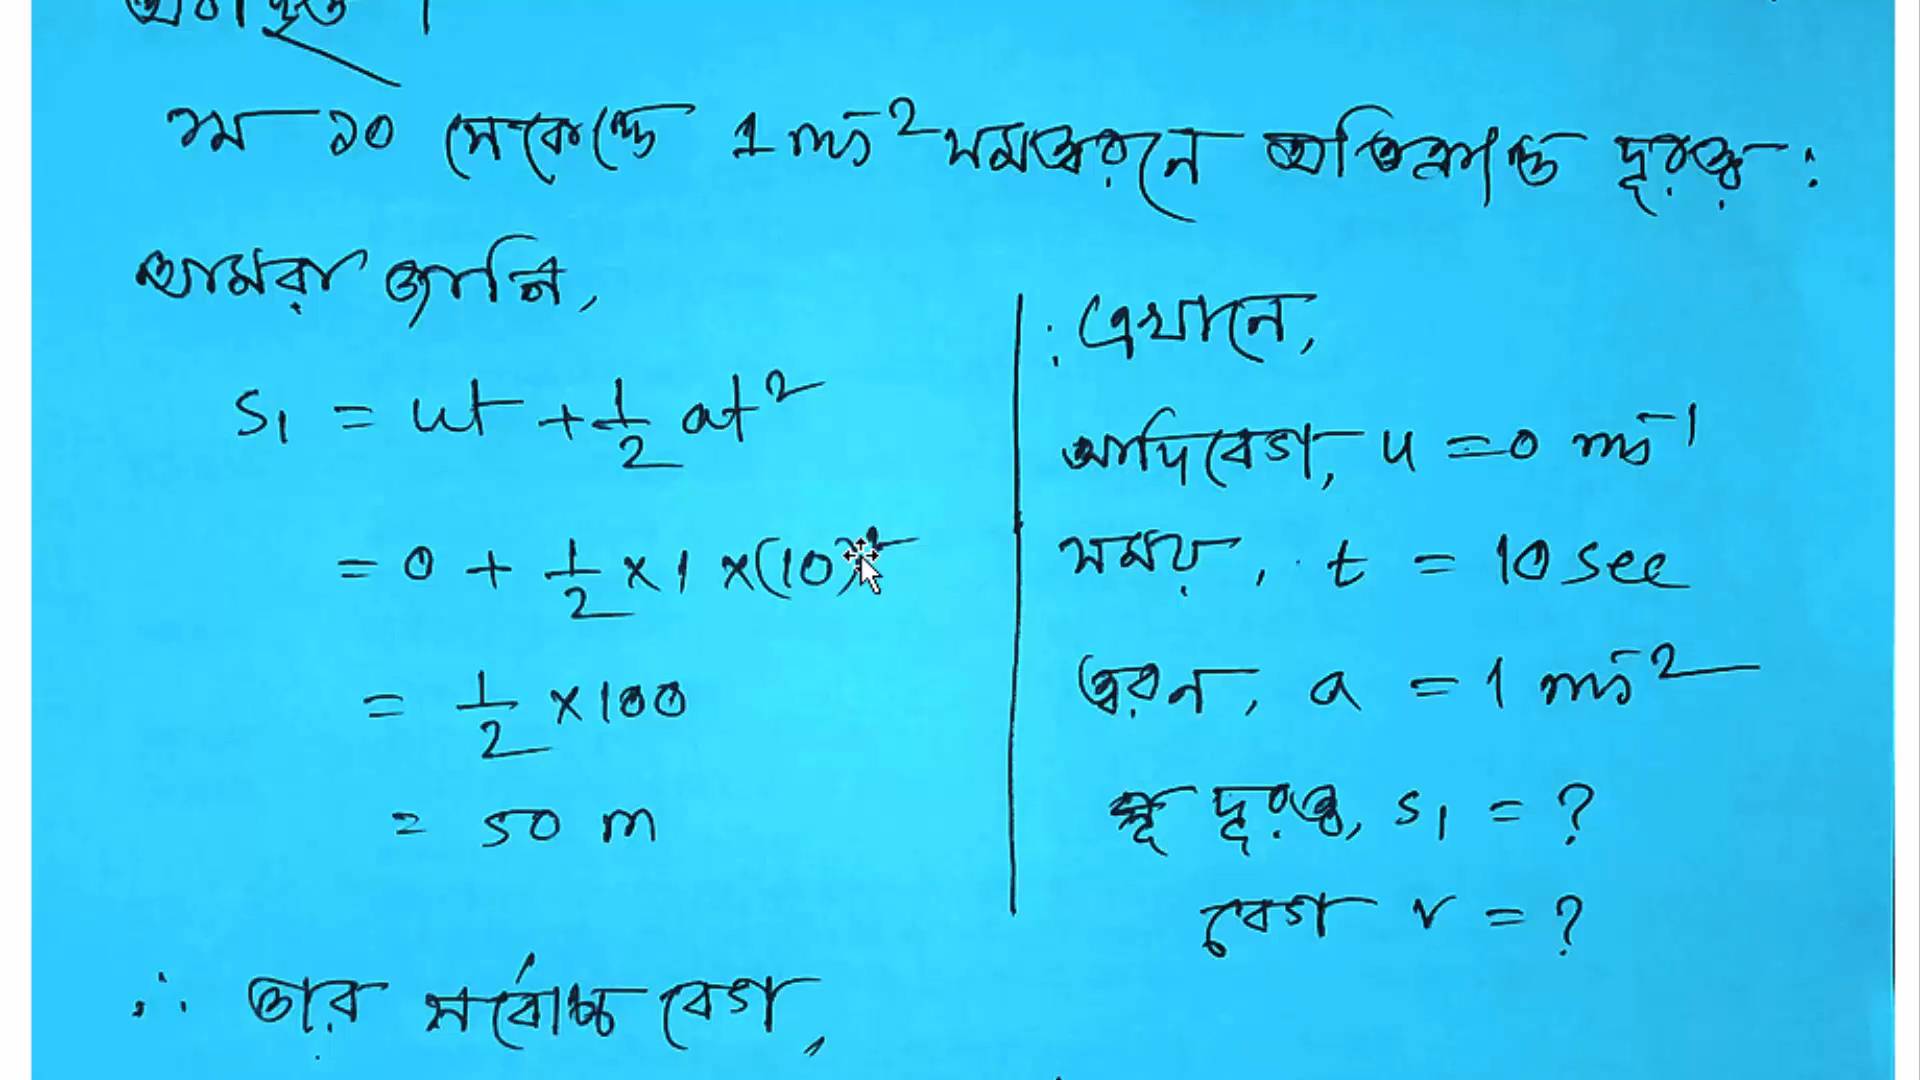 ১ম ১০ সেকেন্ডে 1 ms⁻² সমত্বরনে অতিক্রান্ত দূরত্ব :
আমরা জানি,
S₁ = ut + 1/2 at²
= 0 + 1/2 × 1 × (10)²
= 1/2 × 100
= 50 m
∴ তার সর্বোচ্চ বেগ,
: এখানে,
আদিবেগ, u = 0 ms⁻¹
সময়, t = 10 sec
ত্বরন, a = 1 ms⁻²
দূরত্ব, S₁ = ?
বেগ v = ?